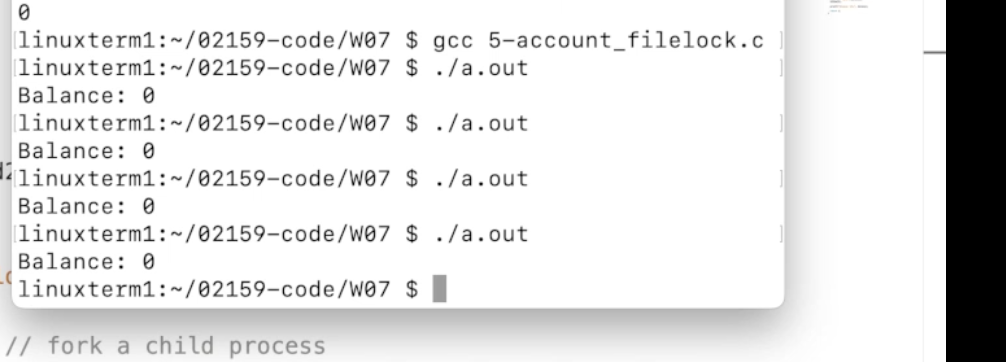 0
linuxterm1:~/02159-code/W07 $ gcc 5-account_filelock.c
linuxterm1:~/02159-code/W07 $ ./a.out
Balance: 0
linuxterm1:~/02159-code/W07 $ ./a.out
Balance: 0
linuxterm1:~/02159-code/W07 $ ./a.out
Balance: 0
linuxterm1:~/02159-code/W07 $ ./a.out
Balance: 0
linuxterm1:~/02159-code/W07 $
// fork a child process